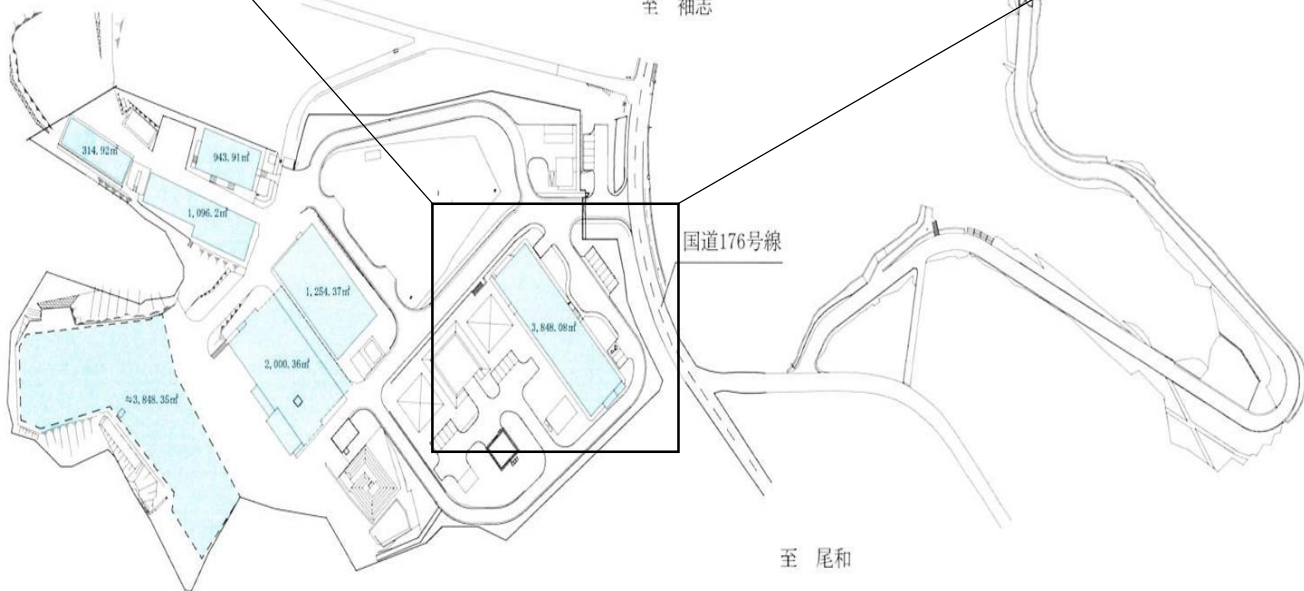 至 袖志
314.92㎡
943.91㎡
1,096.2㎡
国道176号線
1,254.37㎡
3,848.08㎡
2,000.36㎡
≒3,848.35㎡
至 尾和